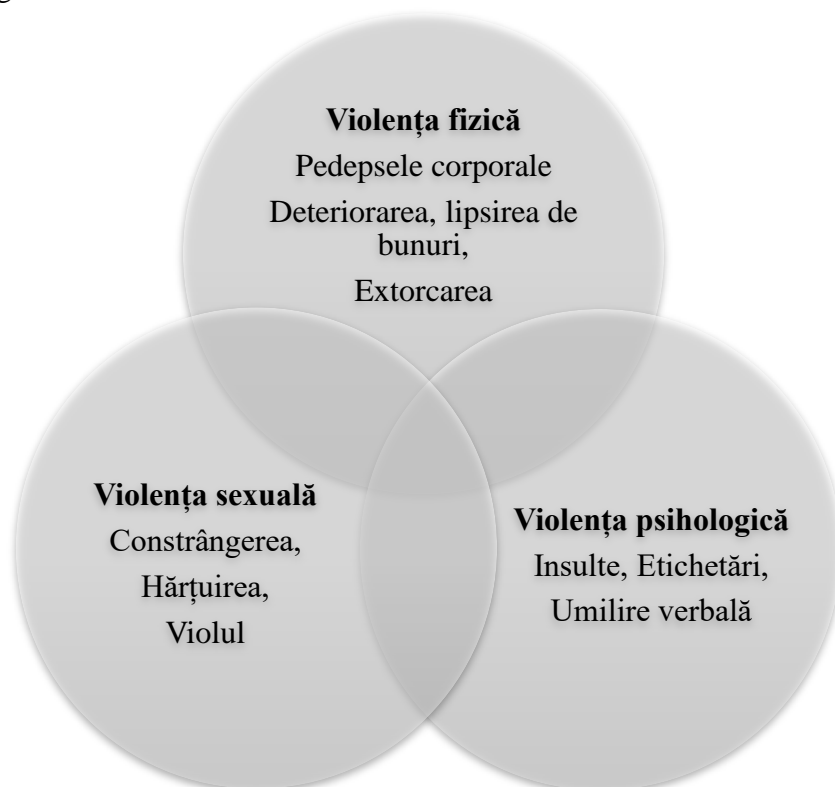 Violența fizică
Pedepsele corporale
Deteriorarea, lipsirea de
bunuri,
Extorcarea
Violența sexuală
Constrângerea,
Hărțuirea,
Violul
Violența psihologică
Insulte, Etichetări,
Umilire verbală